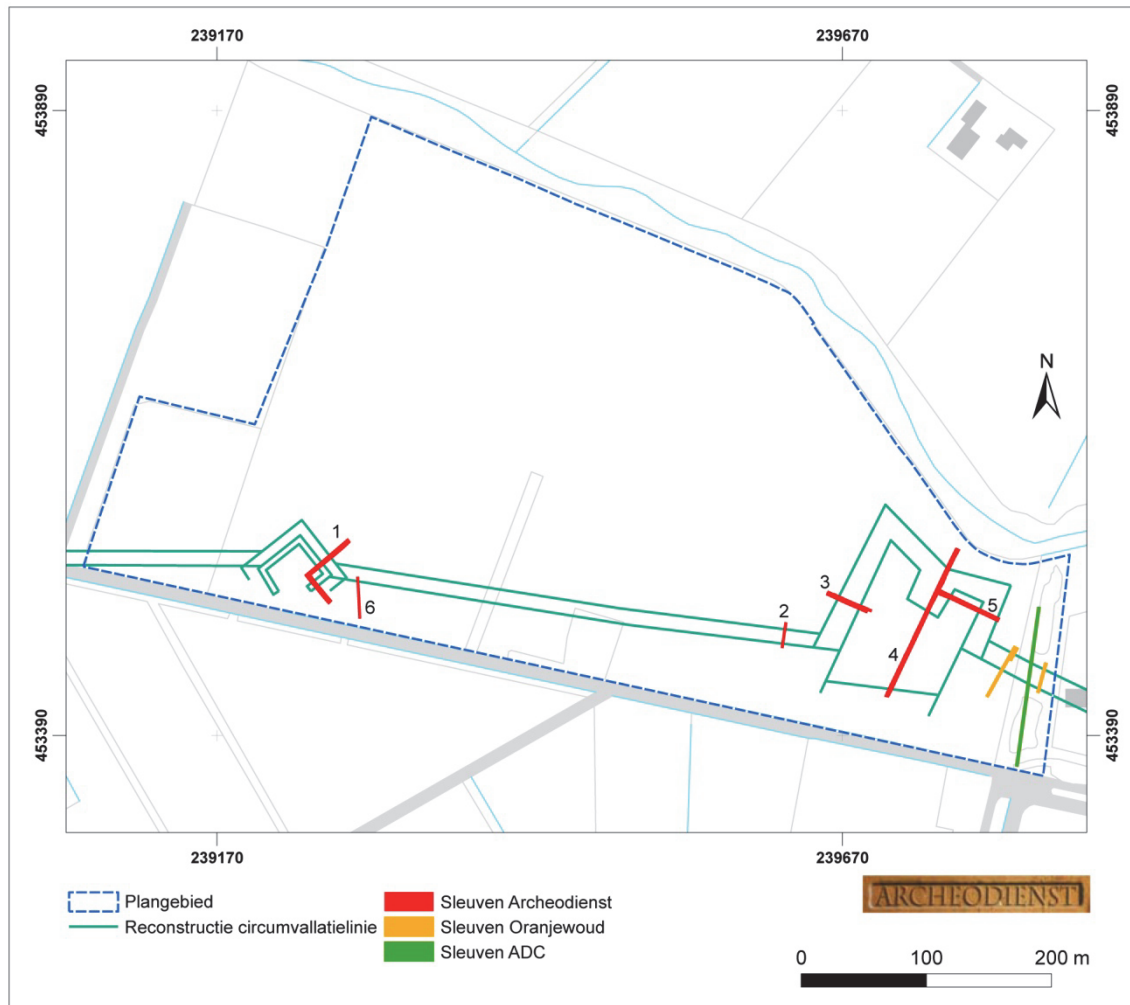 239170
239670
453890
453890
N
1
3
5
2
6
4
453390
453390
239170
239670
Plangebied
Reconstructie circumvallatielinie
Sleuven Archeodienst
Sleuven Oranjewoud
Sleuven ADC
ARCHEODIENST
0 100 200 m